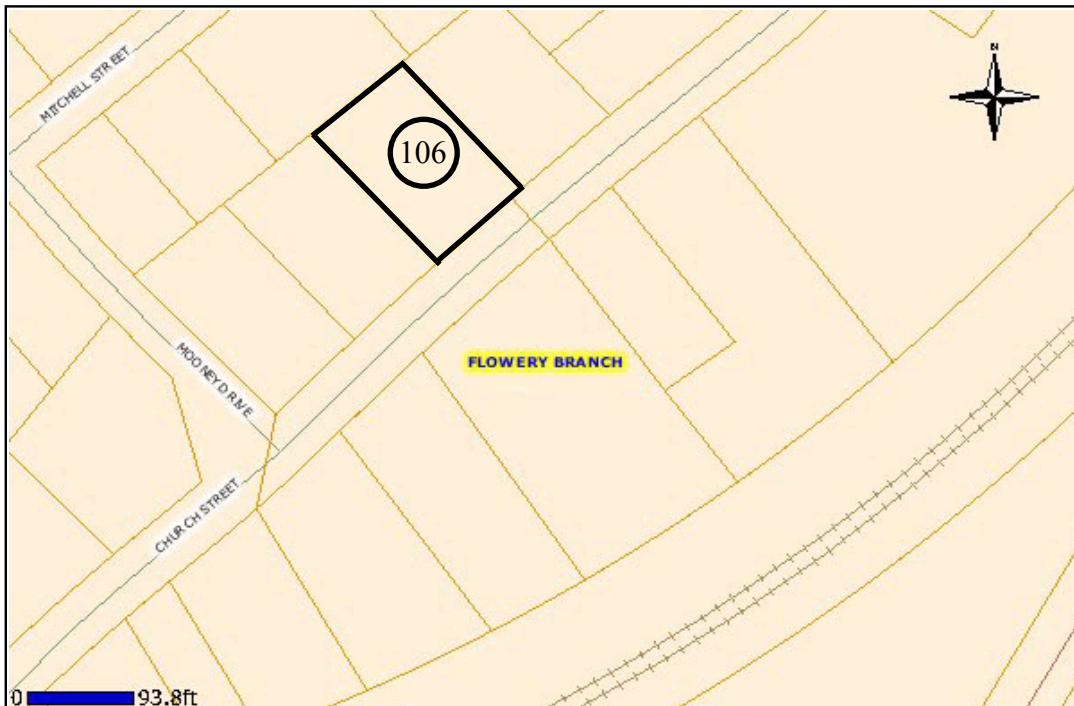 MITCHELL STREET
N
106
MOONEY DRIVE
FLOWERY BRANCH
CHURCH STREET
0 93.8ft